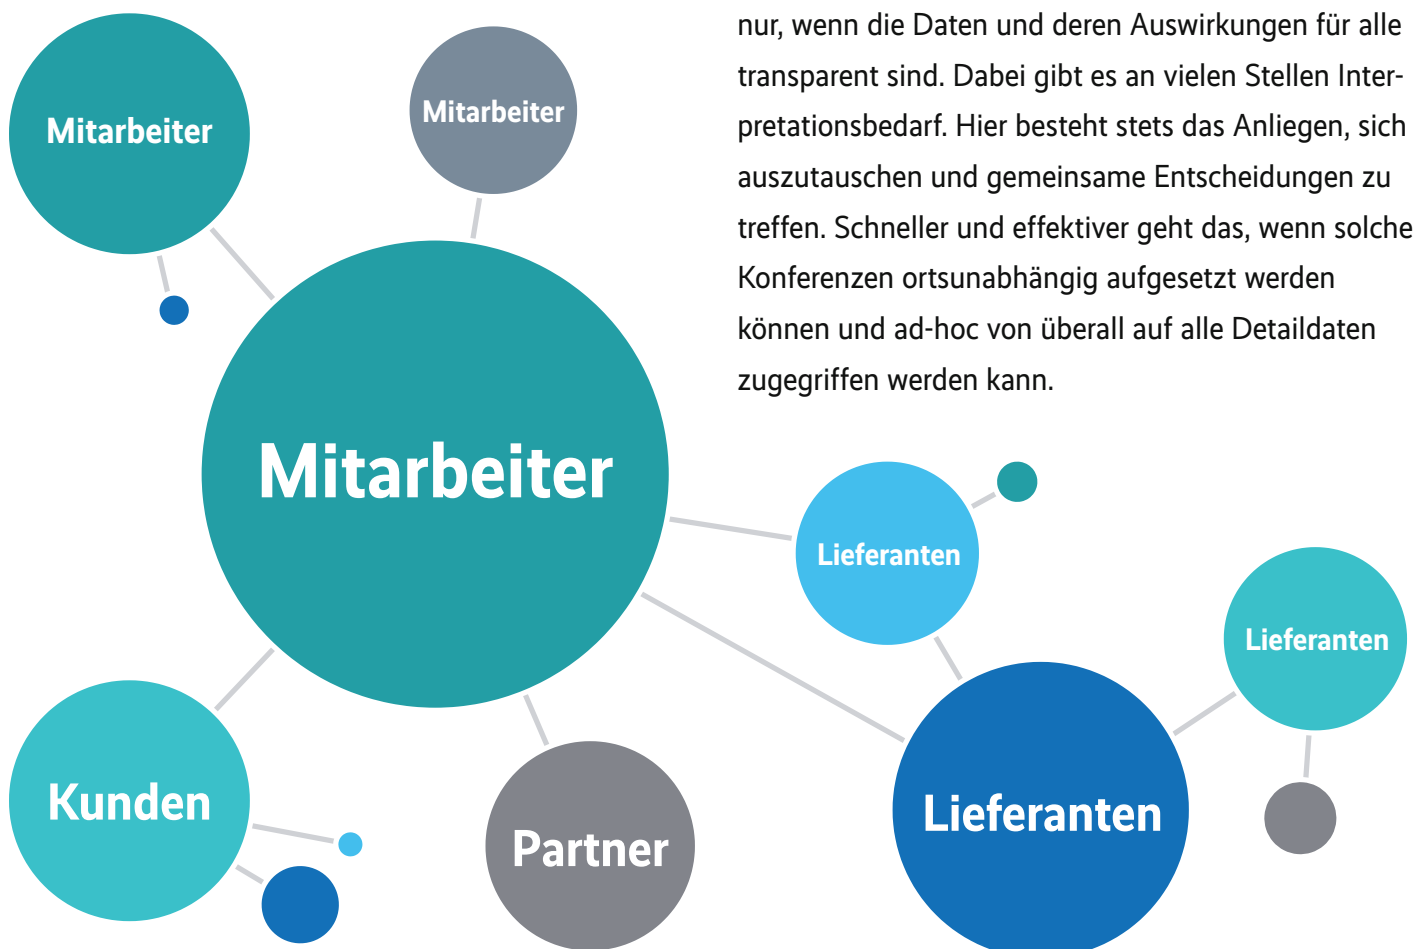 nur, wenn die Daten und deren Auswirkungen für alle
transparent sind. Dabei gibt es an vielen Stellen Inter-
pretationsbedarf. Hier besteht stets das Anliegen, sich
auszutauschen und gemeinsame Entscheidungen zu
treffen. Schneller und effektiver geht das, wenn solche
Konferenzen ortsunabhängig aufgesetzt werden
können und ad-hoc von überall auf alle Detaildaten
zugegriffen werden kann.
Mitarbeiter
Mitarbeiter
Mitarbeiter
Lieferanten
Lieferanten
Kunden
Partner
Lieferanten